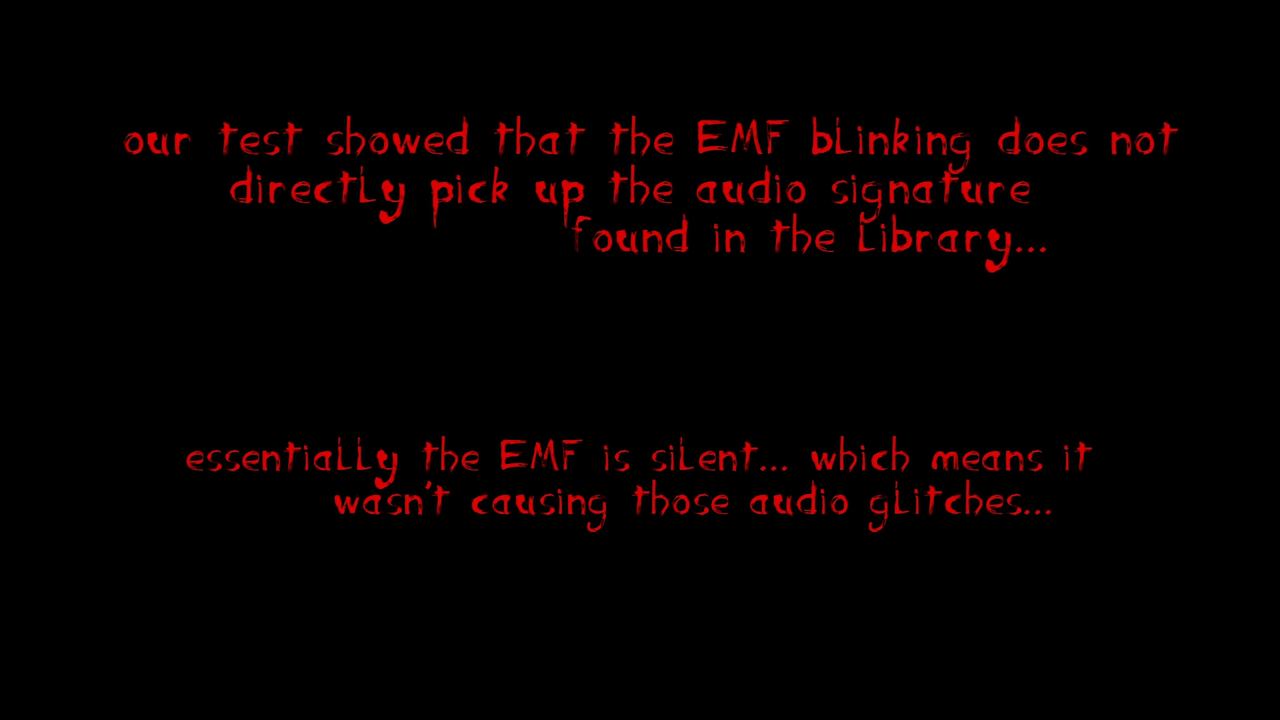 our test showed that the EMF blinking does not
directly pick up the audio signature
found in the library...
essentially the EMF is silent... which means it
wasn't causing those audio glitches...